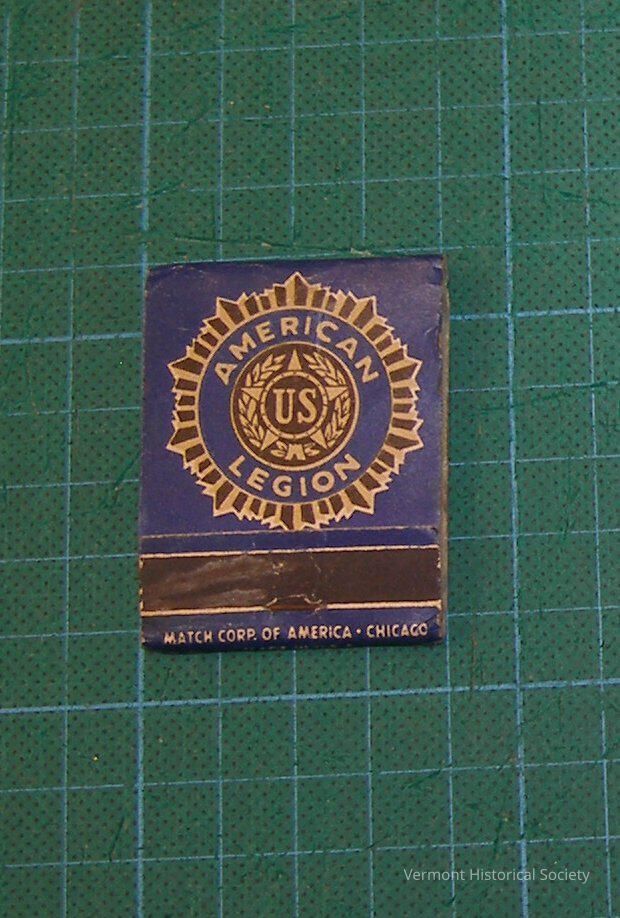 AMERICAN
US
LEGION
MATCH CORP. OF AMERICA • CHICAGO
Vermont Historical Society